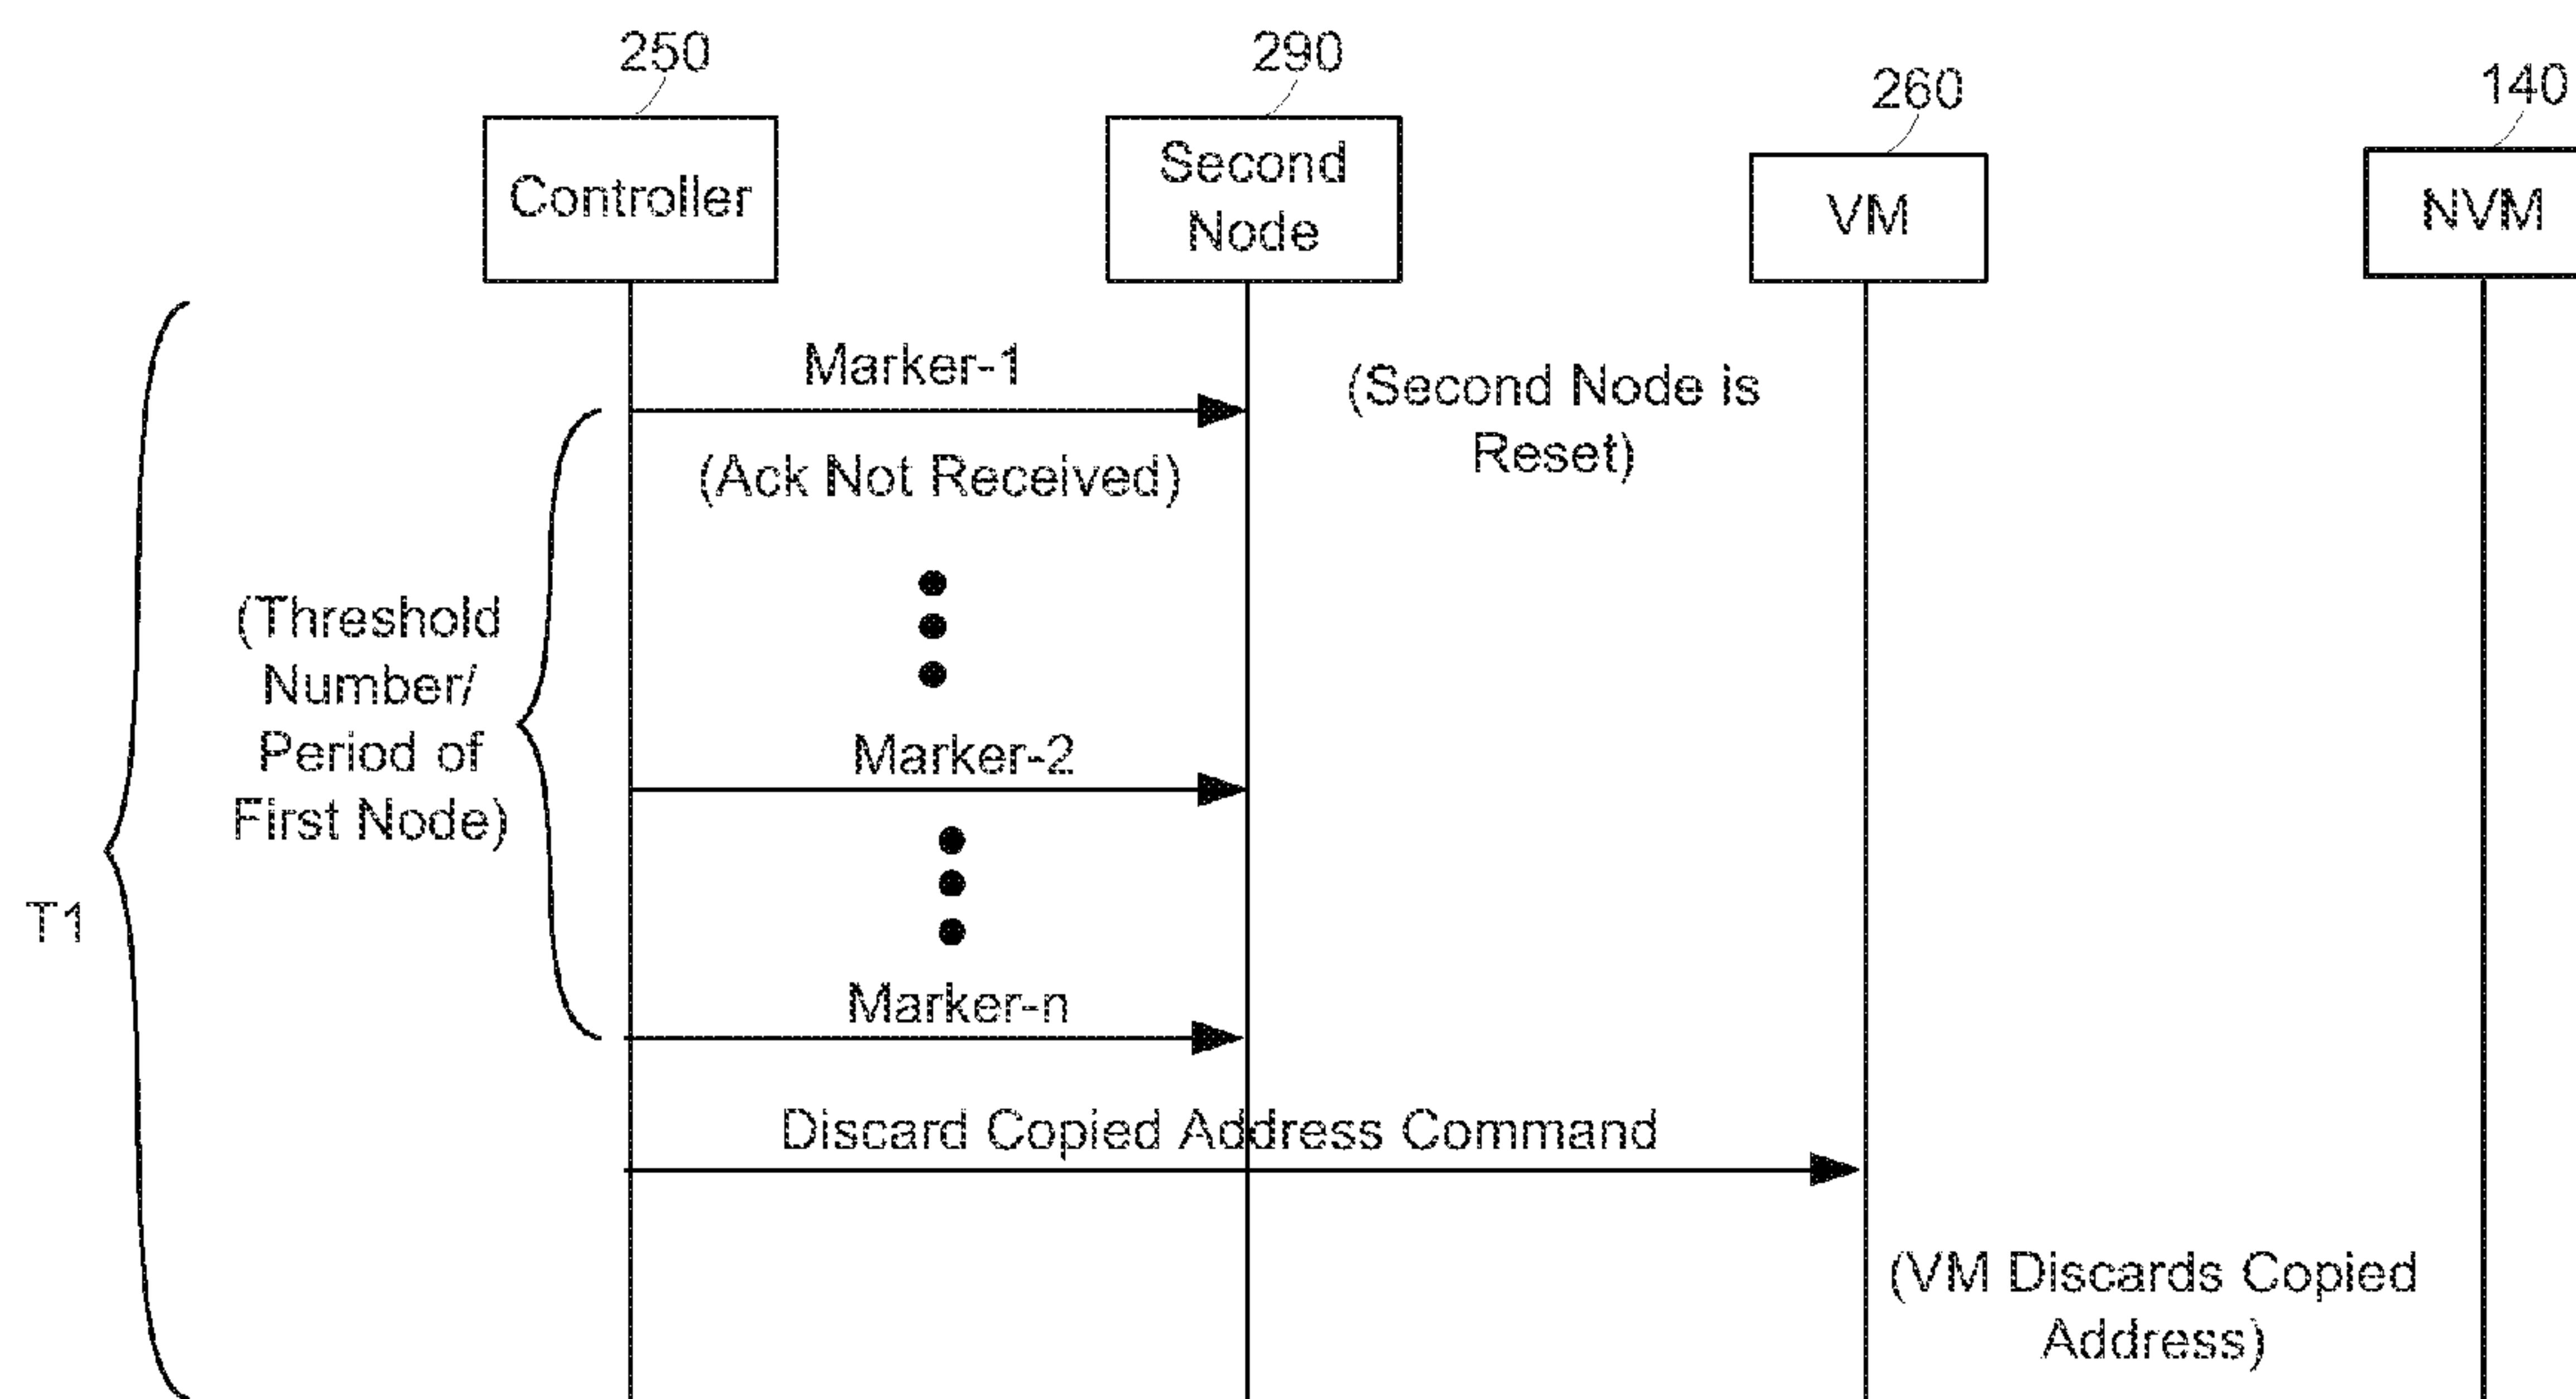 250
290
260
140
Controller
Second
Node
VM
NVM
Marker-1
(Second Node is
Reset)
(Ack Not Received)
(Threshold
Number/
Period of
First Node)
Marker-2
T1
Marker-n
Discard Copied Address Command
(VM Discards Copied
Address)